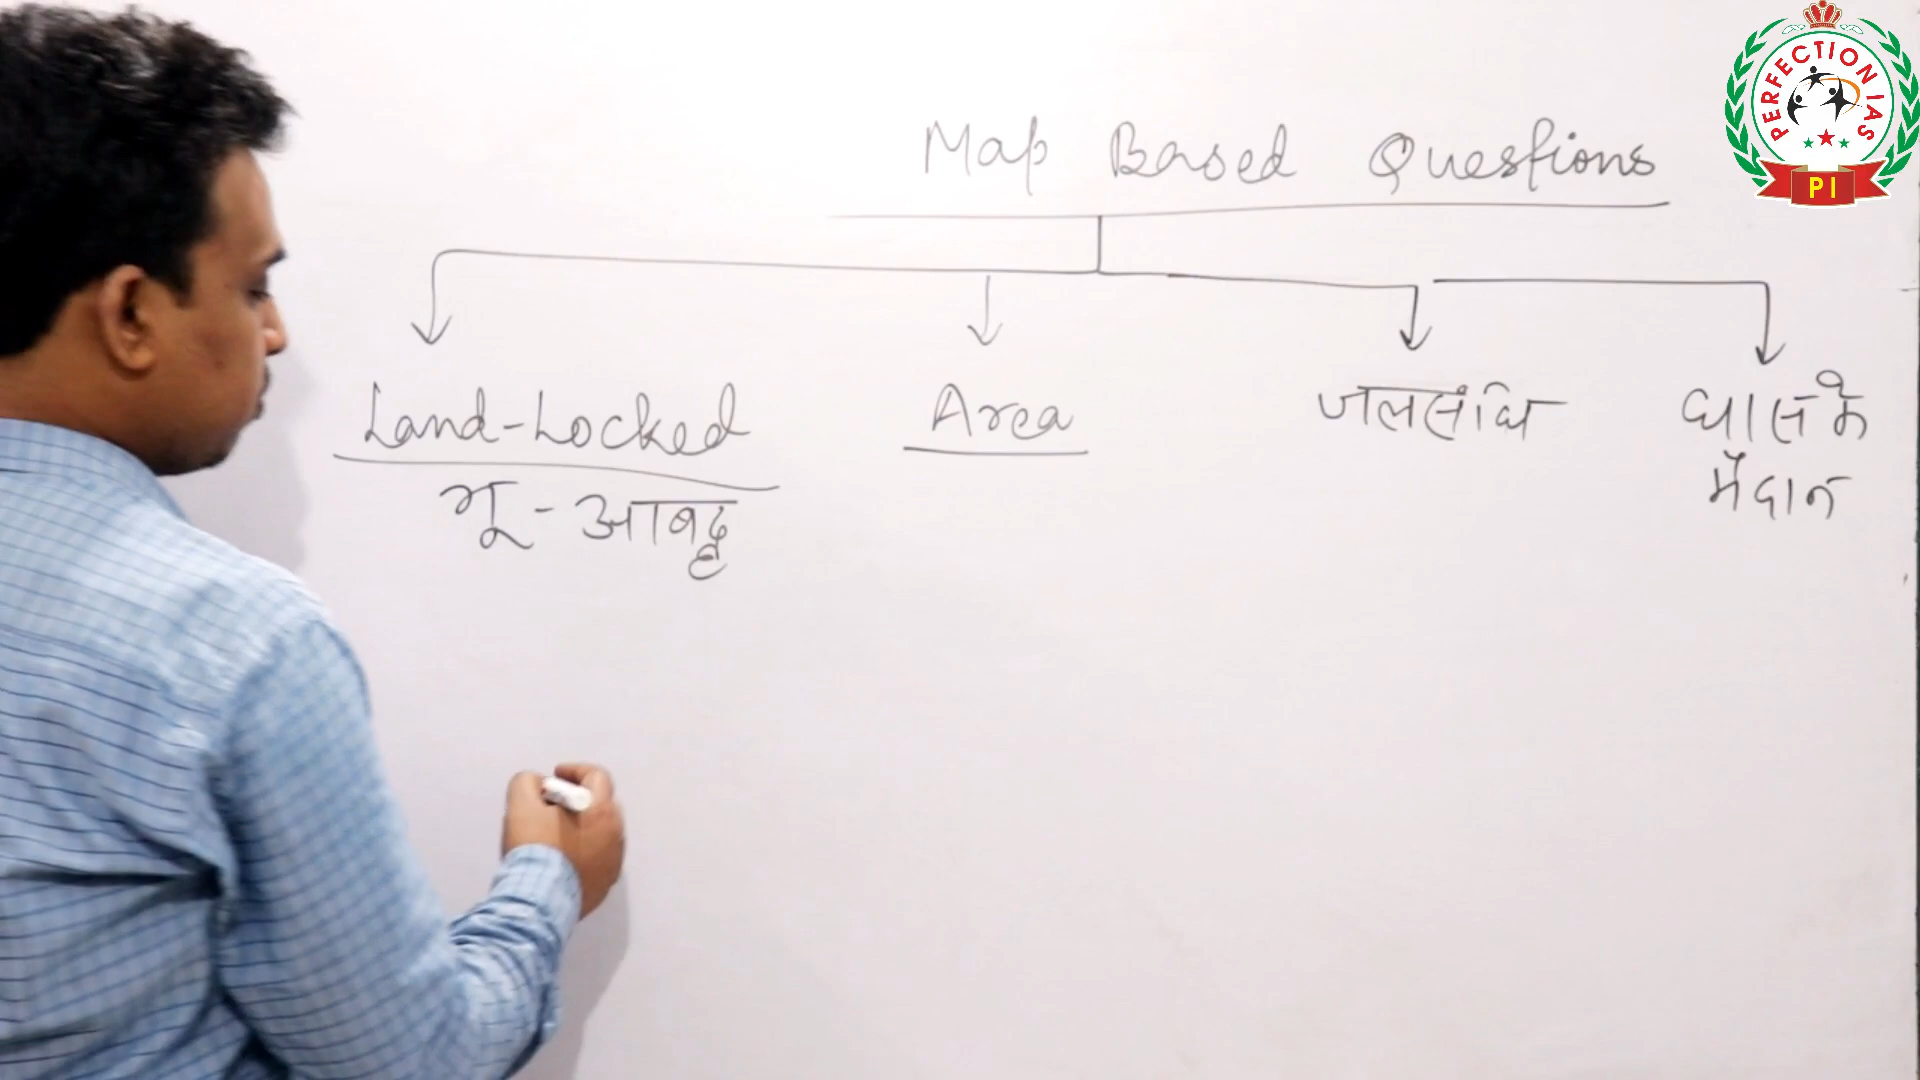 Map Based Questions
Land-Locked
भू-आबद्ध
Area
जलसंधि
घास के
मैदान
PERFECTION IAS
PI